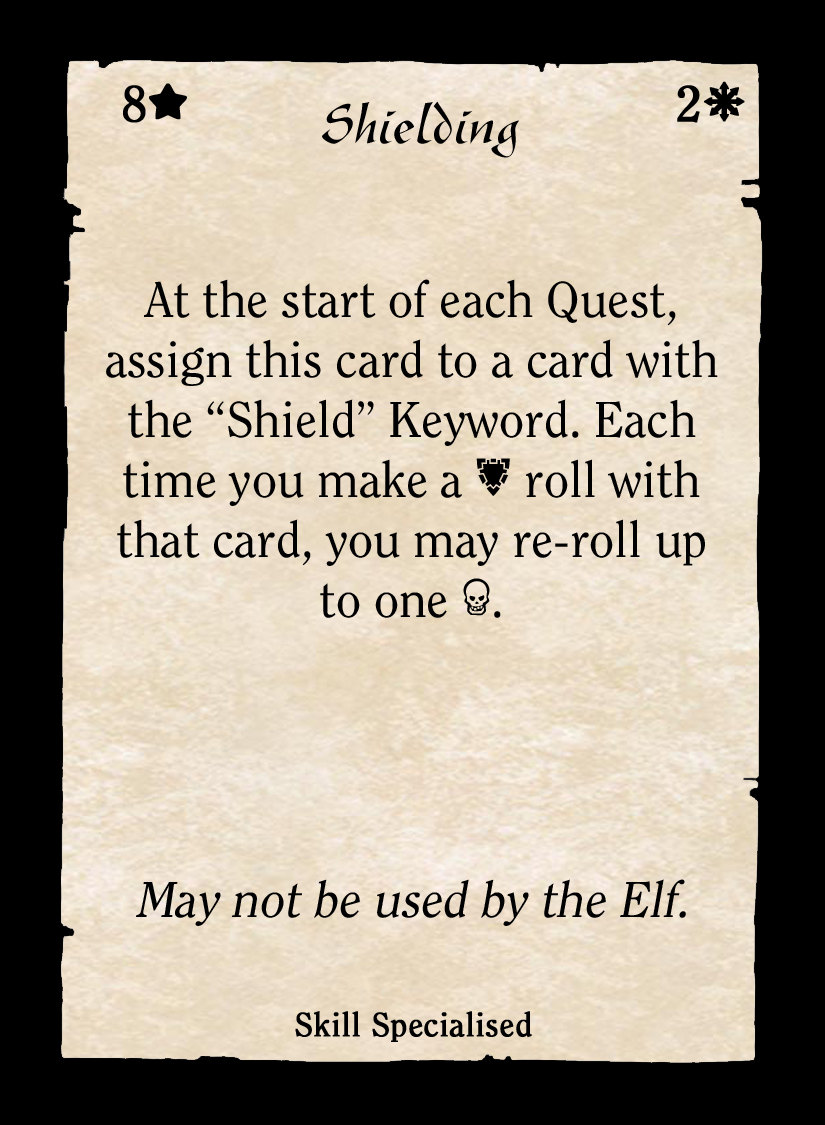 8★ Shielding 2
At the start of each Quest,
assign this card to a card with
the “Shield” Keyword. Each
time you make a roll with
that card, you may re-roll up
to one .
May not be used by the Elf.
Skill Specialised